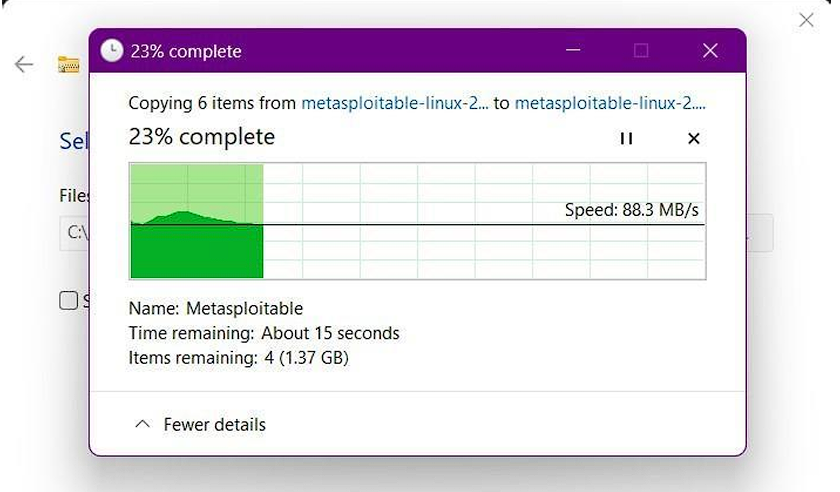 23% complete
Copying 6 items from metasploitable-linux-2... to metasploitable-linux-2....
23% complete
Speed: 88.3 MB/s
Name: Metasploitable
Time remaining: About 15 seconds
Items remaining: 4 (1.37 GB)
Fewer details
Sel
Files
C:\
S